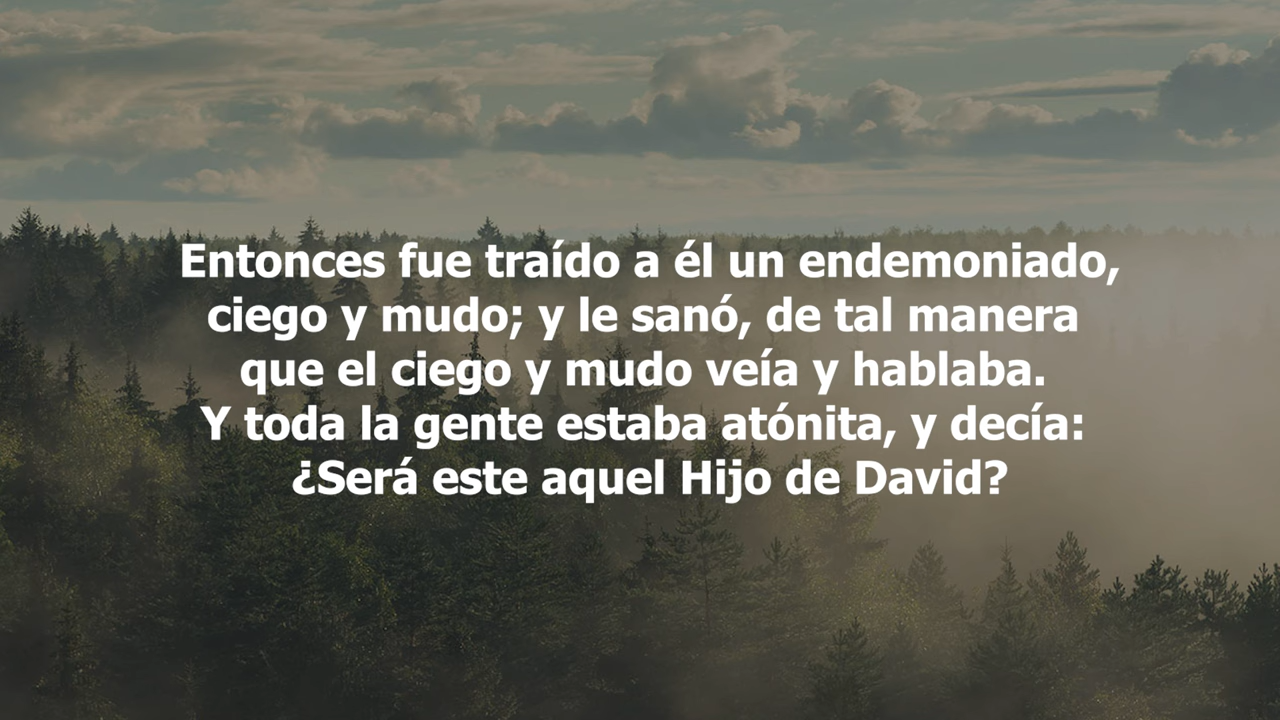 Entonces fue traído a él un endemoniado,
ciego y mudo; y le sanó, de tal manera
que el ciego y mudo veía y hablaba.
Y toda la gente estaba atónita, y decía:
¿Será este aquel Hijo de David?